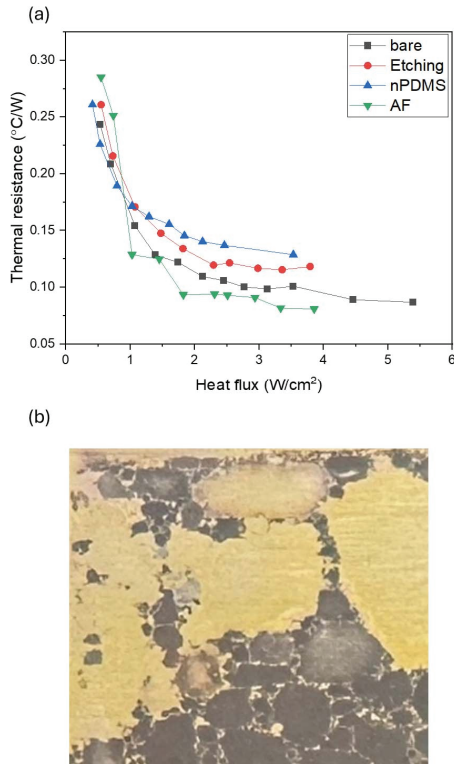 (a)
bare
Etching
nPDMS
AF
Thermal resistance (°C/W)
0.30
0.25
0.20
0.15
0.10
0.05
0 1 2 3 4 5 6
Heat flux (W/cm²)
(b)